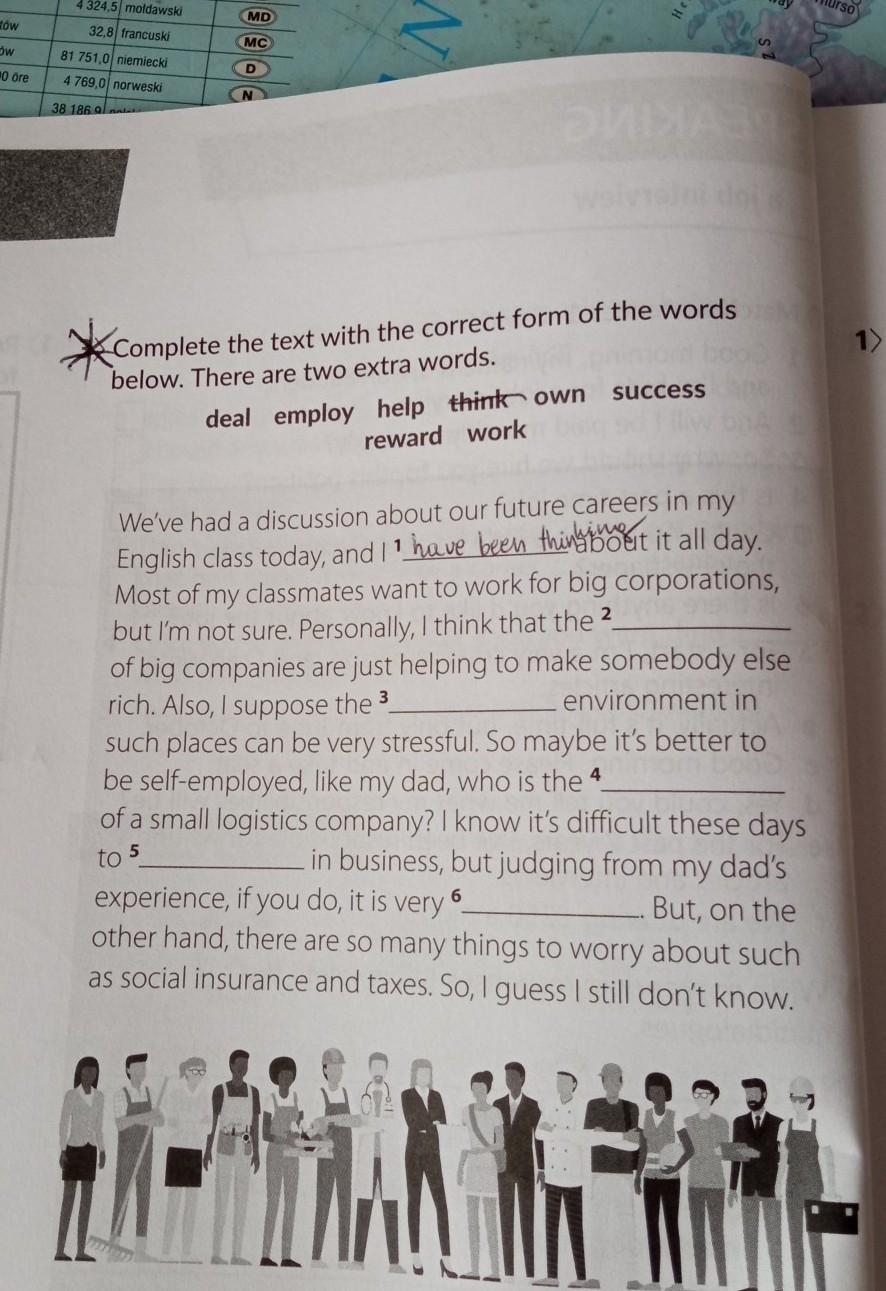 4 324,5 mołdawski MD
tów 32,8 francuski MC
ów 81 751,0 niemiecki D
0 öre 4 769,0 norweski N
38 186,9
Complete the text with the correct form of the words
below. There are two extra words.
deal employ help think own success
reward work
1
We've had a discussion about our future careers in my
English class today, and I 1 have been thinking about it all day.
Most of my classmates want to work for big corporations,
but I'm not sure. Personally, I think that the 2____________
of big companies are just helping to make somebody else
rich. Also, I suppose the 3____________ environment in
such places can be very stressful. So maybe it's better to
be self-employed, like my dad, who is the 4____________
of a small logistics company? I know it's difficult these days
to 5____________ in business, but judging from my dad's
experience, if you do, it is very 6____________. But, on the
other hand, there are so many things to worry about such
as social insurance and taxes. So, I guess I still don't know.